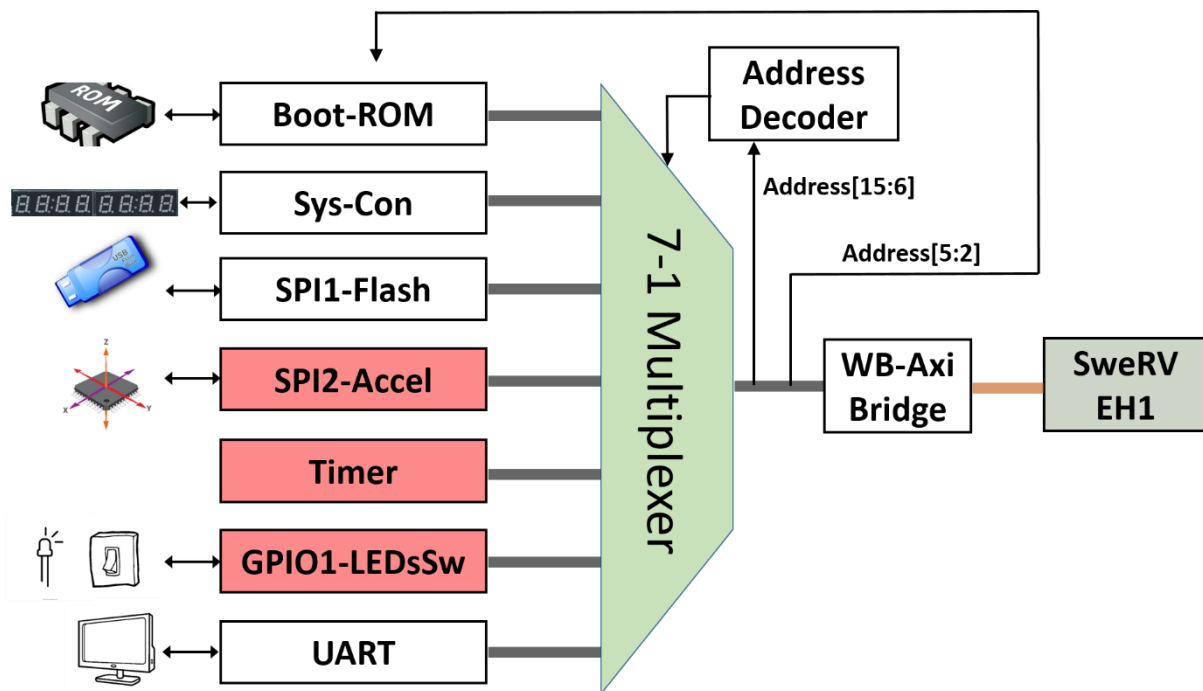 ROM
Boot-ROM
Sys-Con
USB
SPI1-Flash
Z
X
Y
SPI2-Accel
Timer
GPIO1-LEDsSw
UART
7-1 Multiplexer
Address
Decoder
Address[15:6]
Address[5:2]
WB-Axi
Bridge
SweRV
EH1